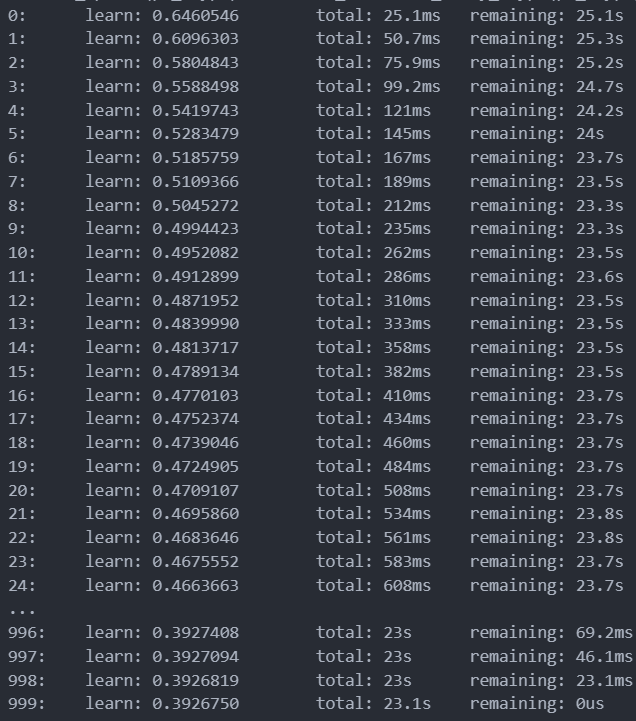 0: learn: 0.6460546 total: 25.1ms remaining: 25.1s
1: learn: 0.6096303 total: 50.7ms remaining: 25.3s
2: learn: 0.5804843 total: 75.9ms remaining: 25.2s
3: learn: 0.5588498 total: 99.2ms remaining: 24.7s
4: learn: 0.5419743 total: 121ms remaining: 24.2s
5: learn: 0.5283479 total: 145ms remaining: 24s
6: learn: 0.5185759 total: 167ms remaining: 23.7s
7: learn: 0.5109366 total: 189ms remaining: 23.5s
8: learn: 0.5045272 total: 212ms remaining: 23.3s
9: learn: 0.4994423 total: 235ms remaining: 23.3s
10: learn: 0.4952082 total: 262ms remaining: 23.5s
11: learn: 0.4912899 total: 286ms remaining: 23.6s
12: learn: 0.4871952 total: 310ms remaining: 23.5s
13: learn: 0.4839990 total: 333ms remaining: 23.5s
14: learn: 0.4813717 total: 358ms remaining: 23.5s
15: learn: 0.4789134 total: 382ms remaining: 23.5s
16: learn: 0.4770103 total: 410ms remaining: 23.7s
17: learn: 0.4752374 total: 434ms remaining: 23.7s
18: learn: 0.4739046 total: 460ms remaining: 23.7s
19: learn: 0.4724905 total: 484ms remaining: 23.7s
20: learn: 0.4709107 total: 508ms remaining: 23.7s
21: learn: 0.4695860 total: 534ms remaining: 23.8s
22: learn: 0.4683646 total: 561ms remaining: 23.8s
23: learn: 0.4675552 total: 583ms remaining: 23.7s
24: learn: 0.4663663 total: 608ms remaining: 23.7s
...
996: learn: 0.3927408 total: 23s remaining: 69.2ms
997: learn: 0.3927094 total: 23s remaining: 46.1ms
998: learn: 0.3926819 total: 23s remaining: 23.1ms
999: learn: 0.3926750 total: 23.1s remaining: 0us